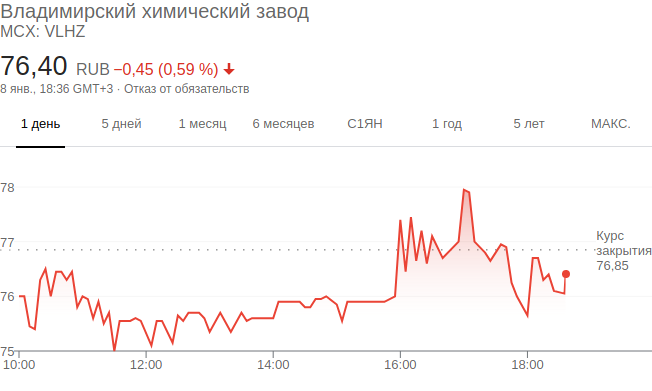 Владимирский химический завод
MCX: VLHZ
76,40 RUB −0,45 (0,59 %)
8 янв., 18:36 GMT+3 · Отказ от обязательств
1 день 5 дней 1 месяц 6 месяцев С1ЯН 1 год 5 лет МАКС.
78
77
Курс
закрытия
76,85
76
75
10:00 12:00 14:00 16:00 18:00